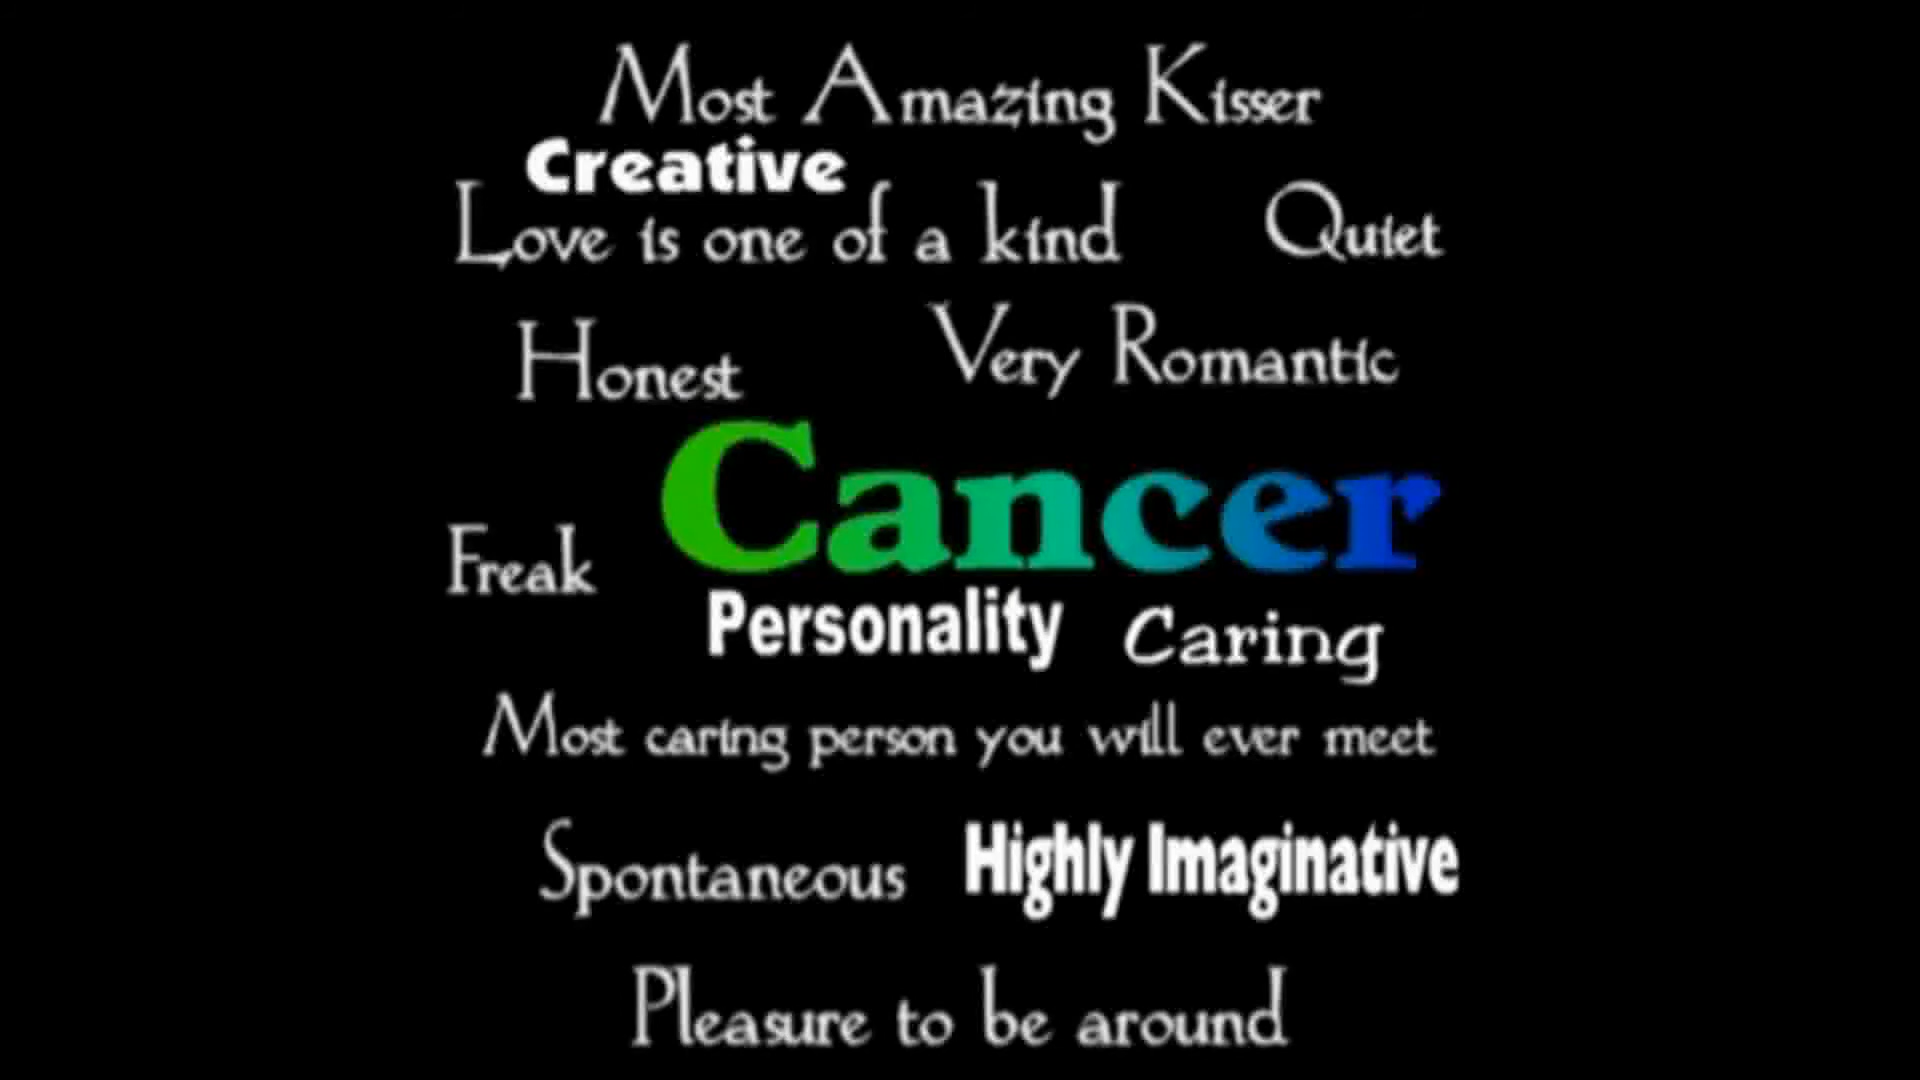 Most Amazing Kisser
Creative
Love is one of a kind
Quiet
Honest
Very Romantic
Cancer
Freak
Personality
Caring
Most caring person you will ever meet
Spontaneous
Highly Imaginative
Pleasure to be around